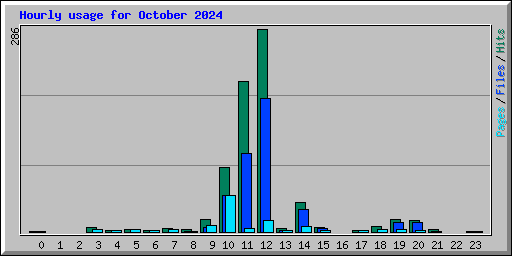 Hourly usage for October 2024
286
Pages/Files/Hits
0 1 2 3 4 5 6 7 8 9 10 11 12 13 14 15 16 17 18 19 20 21 22 23